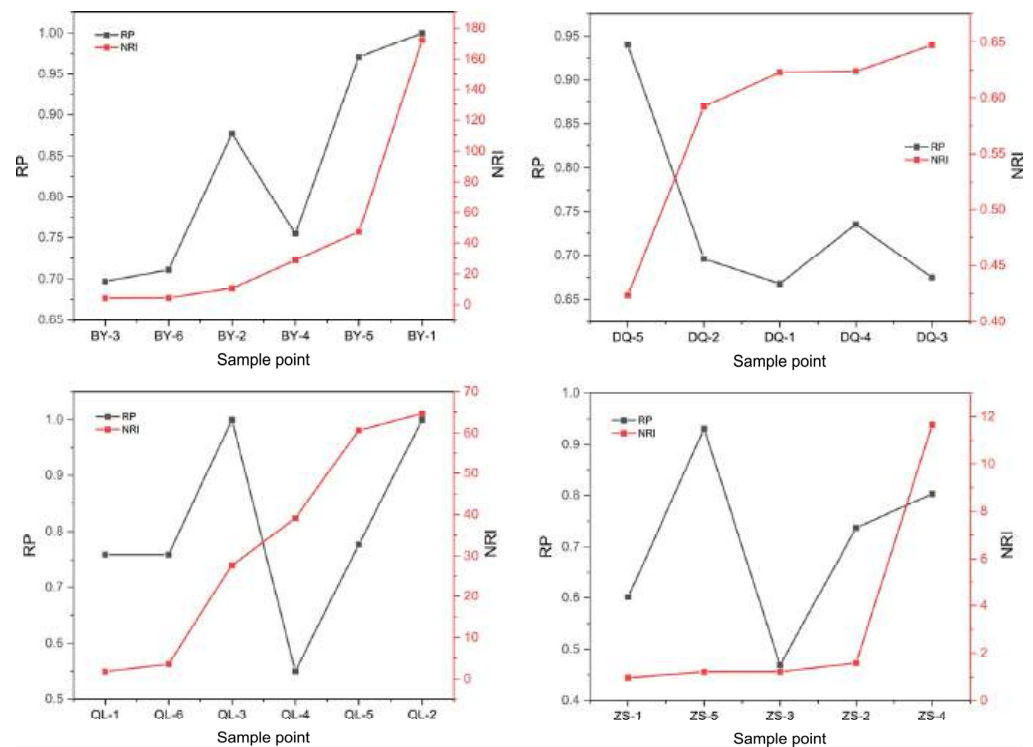 RP
NRI
1.00
0.95
0.90
0.85
0.80
0.75
0.70
0.65
RP
180
160
140
120
100
80
60
40
20
0
NRI
BY-3 BY-6 BY-2 BY-4 BY-5 BY-1
Sample point
RP
NRI
0.95
0.90
0.85
0.80
0.75
0.70
0.65
RP
0.65
0.60
0.55
0.50
0.45
0.40
NRI
DQ-5 DQ-2 DQ-1 DQ-4 DQ-3
Sample point
RP
NRI
1.0
0.9
0.8
0.7
0.6
0.5
RP
70
60
50
40
30
20
10
0
NRI
QL-1 QL-6 QL-3 QL-4 QL-5 QL-2
Sample point
RP
NRI
1.0
0.9
0.8
0.7
0.6
0.5
0.4
RP
12
10
8
6
4
2
0
NRI
ZS-1 ZS-5 ZS-3 ZS-2 ZS-4
Sample point